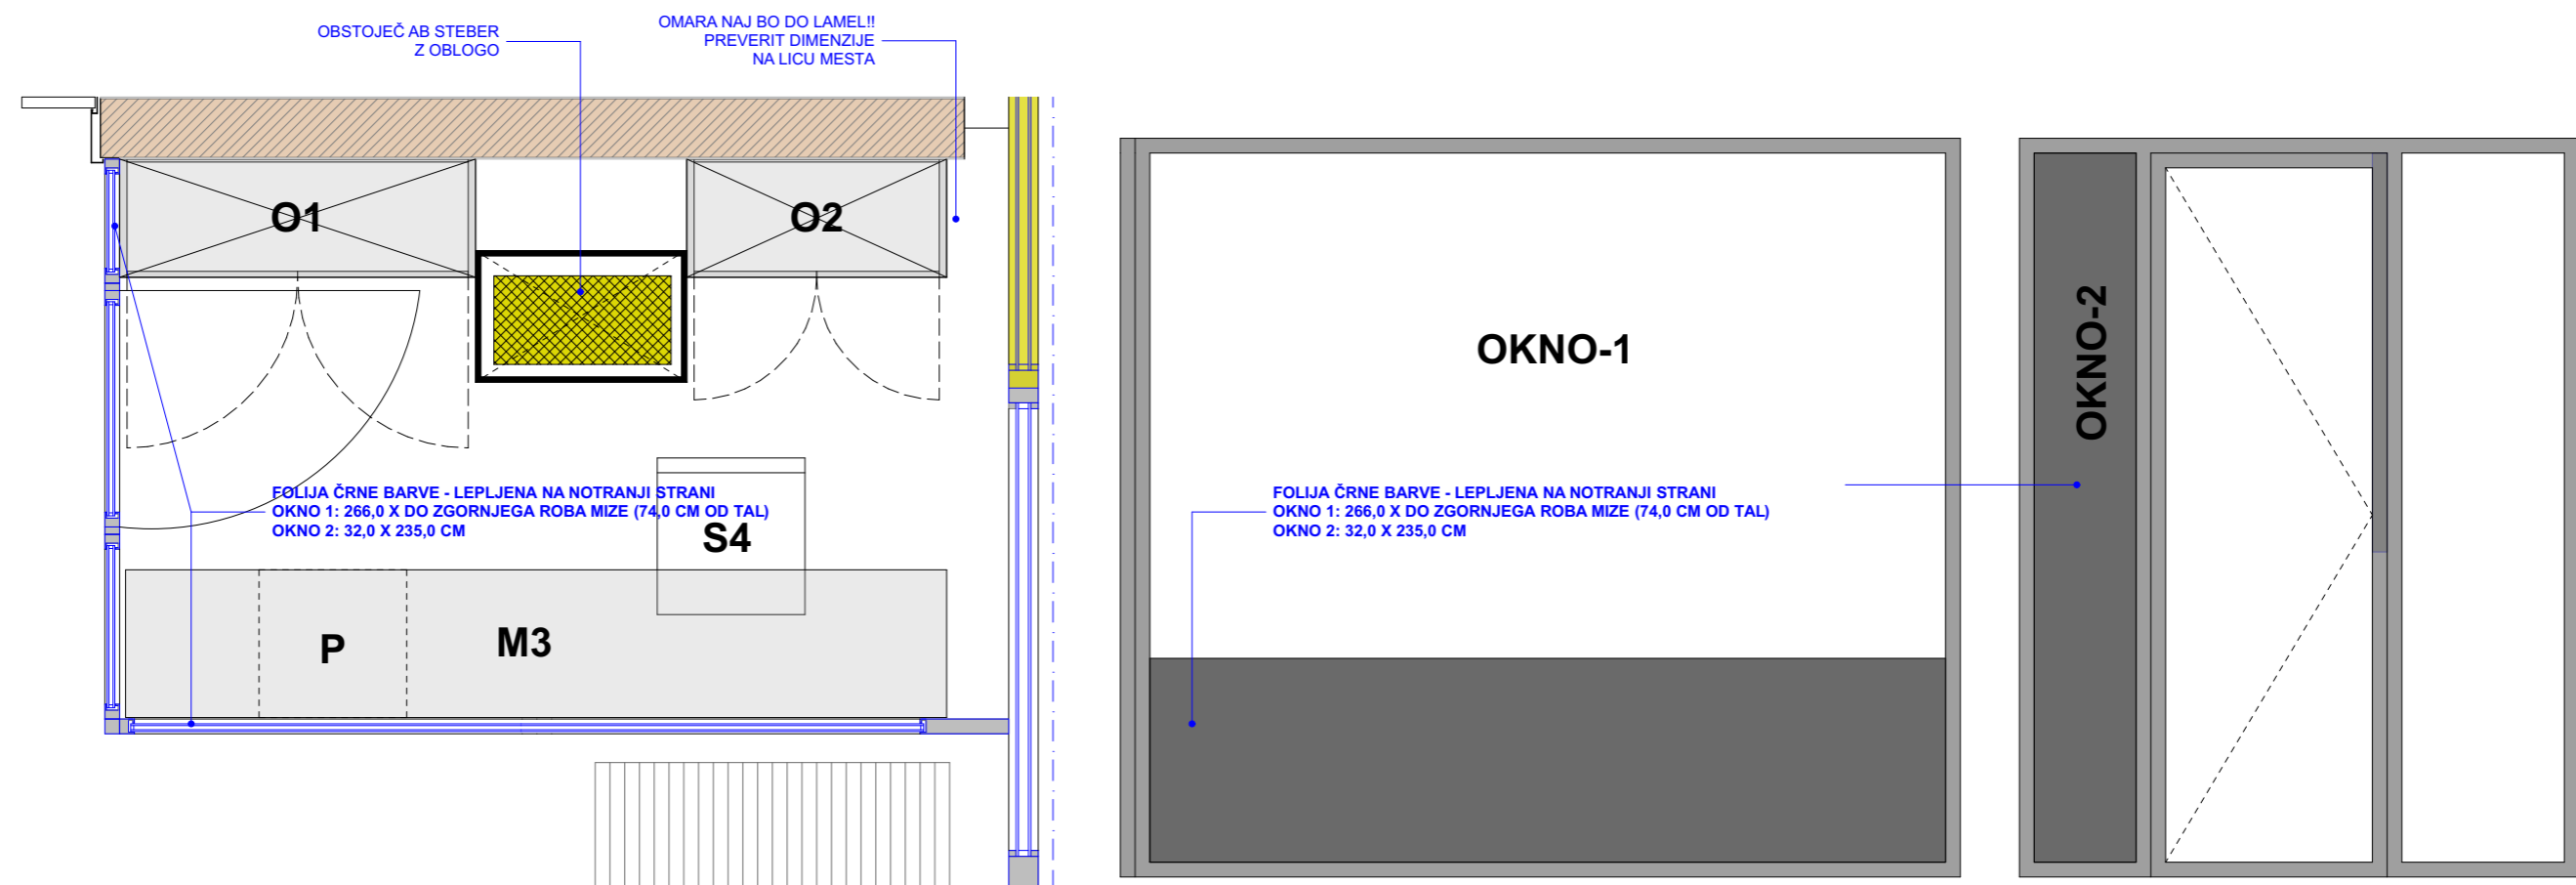 OBSTOJEČ AB STEBER
Z OBLOGO
OMARA NAJ BO DO LAMEL!!
PREVERIT DIMENZIJE
NA LICU MESTA
O1
O2
FOLIJA ČRNE BARVE - LEPLJENA NA NOTRANJI STRANI
OKNO 1: 266,0 X DO ZGORNJEGA ROBA MIZE (74,0 CM OD TAL)
OKNO 2: 32,0 X 235,0 CM
S4
P
M3
OKNO-1
FOLIJA ČRNE BARVE - LEPLJENA NA NOTRANJI STRANI
OKNO 1: 266,0 X DO ZGORNJEGA ROBA MIZE (74,0 CM OD TAL)
OKNO 2: 32,0 X 235,0 CM
OKNO-2